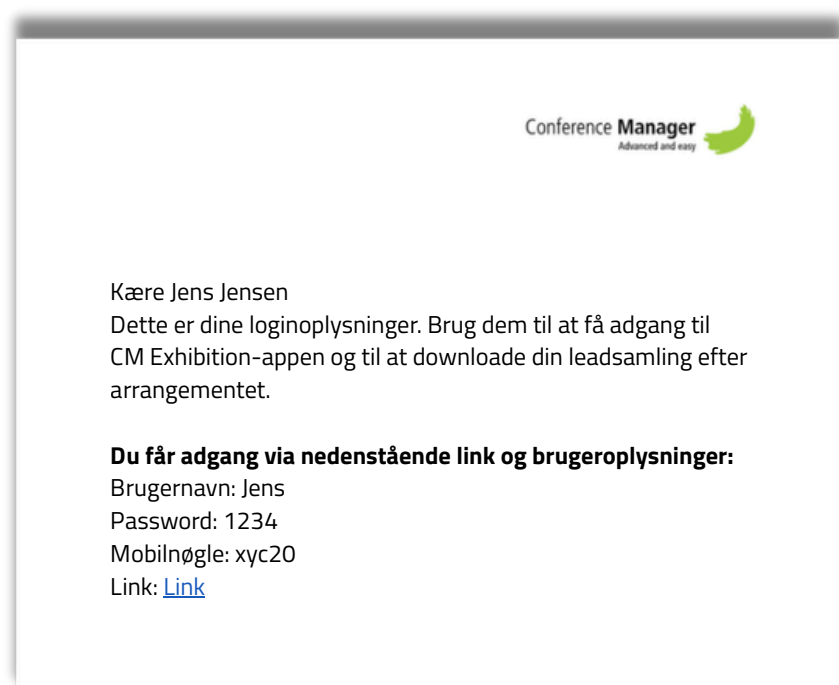 Conference Manager
Advanced and easy
Kære Jens Jensen
Dette er dine loginoplysninger. Brug dem til at få adgang til
CM Exhibition-appen og til at downloade din leadsamling efter
arrangementet.
Du får adgang via nedenstående link og brugeroplysninger:
Brugernavn: Jens
Password: 1234
Mobilnøgle: xyc20
Link: Link